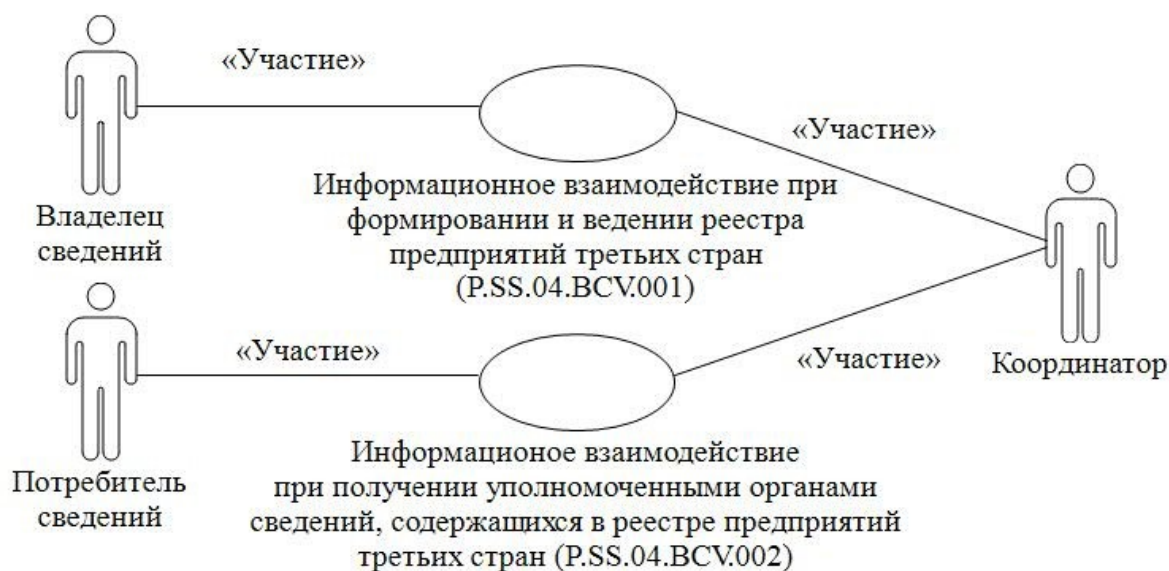 «Участие»
«Участие»
Владелец
сведений
Информационное взаимодействие при
формировании и ведении реестра
предприятий третьих стран
(P.SS.04.BCV.001)
«Участие»
«Участие»
Координатор
Потребитель
сведений
Информационое взаимодействие
при получении уполномоченными органами
сведений, содержащихся в реестре предприятий
третьих стран (P.SS.04.BCV.002)